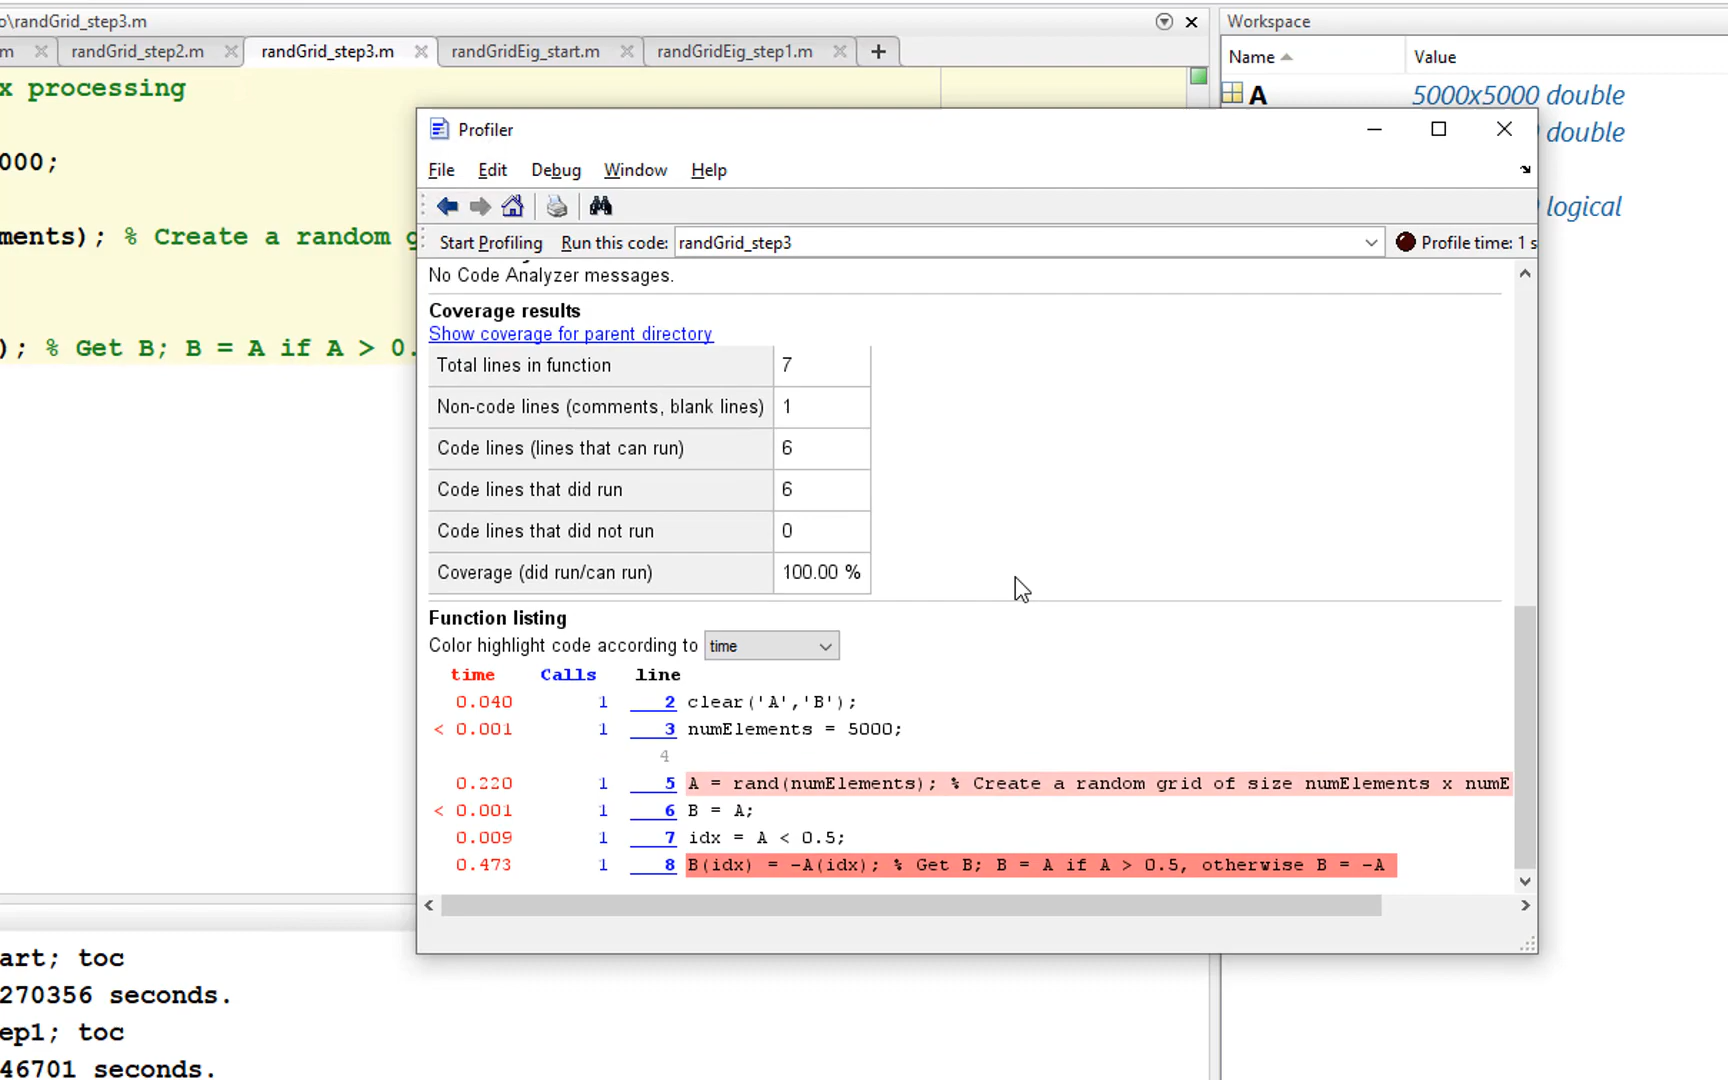 o\randGrid_step3.m
m randGrid_step2.m randGrid_step3.m randGridEig_start.m randGridEig_step1.m +
x processing
000;
ments); % Create a random g
); % Get B; B = A if A > 0.
Workspace
Name Value
A 5000x5000 double
double
logical
Profiler
File Edit Debug Window Help
Start Profiling Run this code: randGrid_step3 Profile time: 1 s
No Code Analyzer messages.
Coverage results
Show coverage for parent directory
Total lines in function 7
Non-code lines (comments, blank lines) 1
Code lines (lines that can run) 6
Code lines that did run 6
Code lines that did not run 0
Coverage (did run/can run) 100.00 %
Function listing
Color highlight code according to time
time Calls line
0.040 1 2 clear('A','B');
< 0.001 1 3 numElements = 5000;
4
0.220 1 5 A = rand(numElements); % Create a random grid of size numElements x numE
< 0.001 1 6 B = A;
0.009 1 7 idx = A < 0.5;
0.473 1 8 B(idx) = -A(idx); % Get B; B = A if A > 0.5, otherwise B = -A
art; toc
270356 seconds.
ep1; toc
46701 seconds.